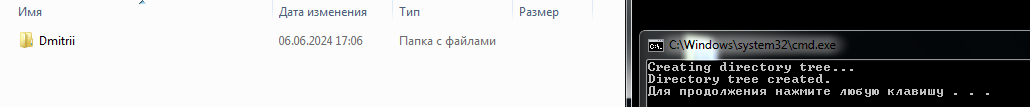 Имя Дата изменения Тип Размер
Dmitrii 06.06.2024 17:06 Папка с файлами
C:\Windows\system32\cmd.exe
Creating directory tree...
Directory tree created.
Для продолжения нажмите любую клавишу . . .